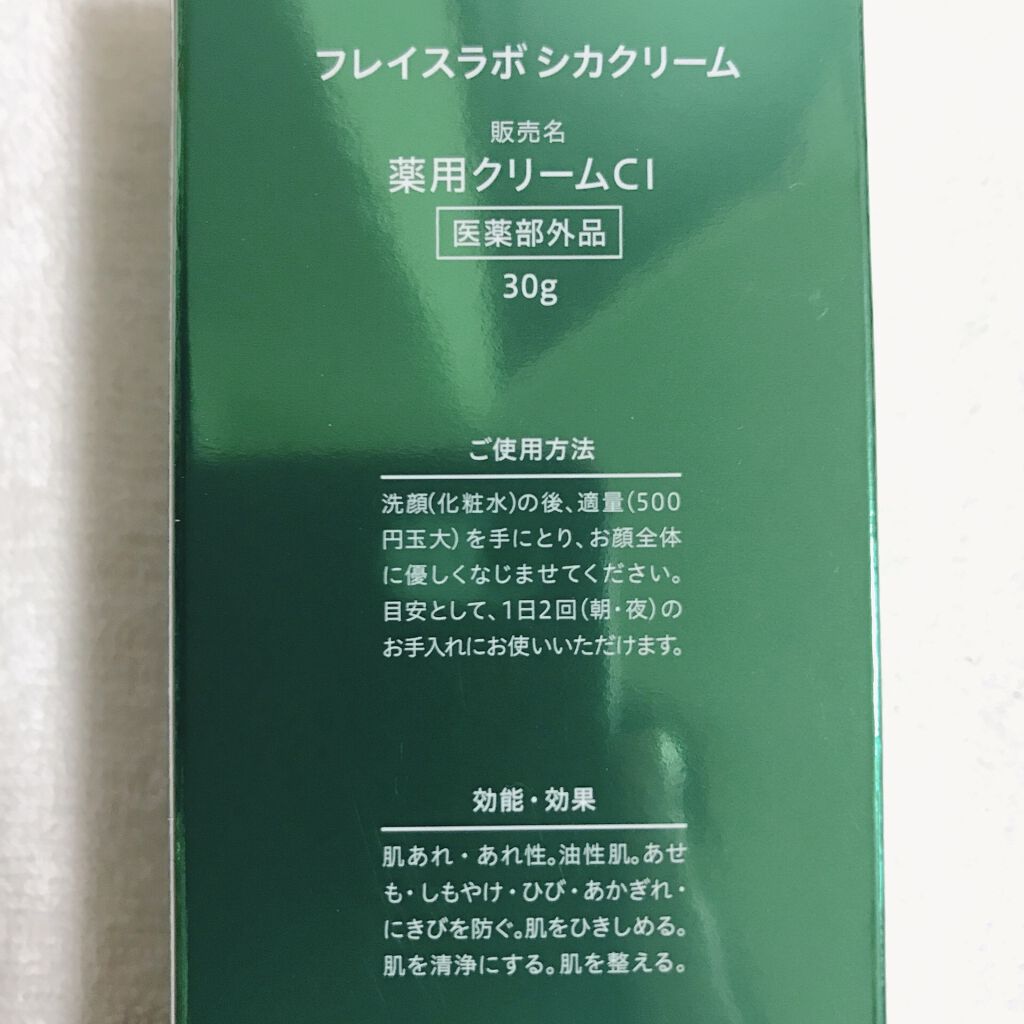 フレイスラボ シカクリーム
販売名
薬用クリームCI
医薬部外品
30g
ご使用方法
洗顔(化粧水)の後、適量(500
円玉大)を手にとり、お顔全体
に優しくなじませてください。
目安として、1日2回(朝・夜)の
お手入れにお使いいただけます。
効能・効果
肌あれ・あれ性。油性肌。あせ
も・しもやけ・ひび・あかぎれ・
にきびを防ぐ。肌をひきしめる。
肌を清浄にする。肌を整える。